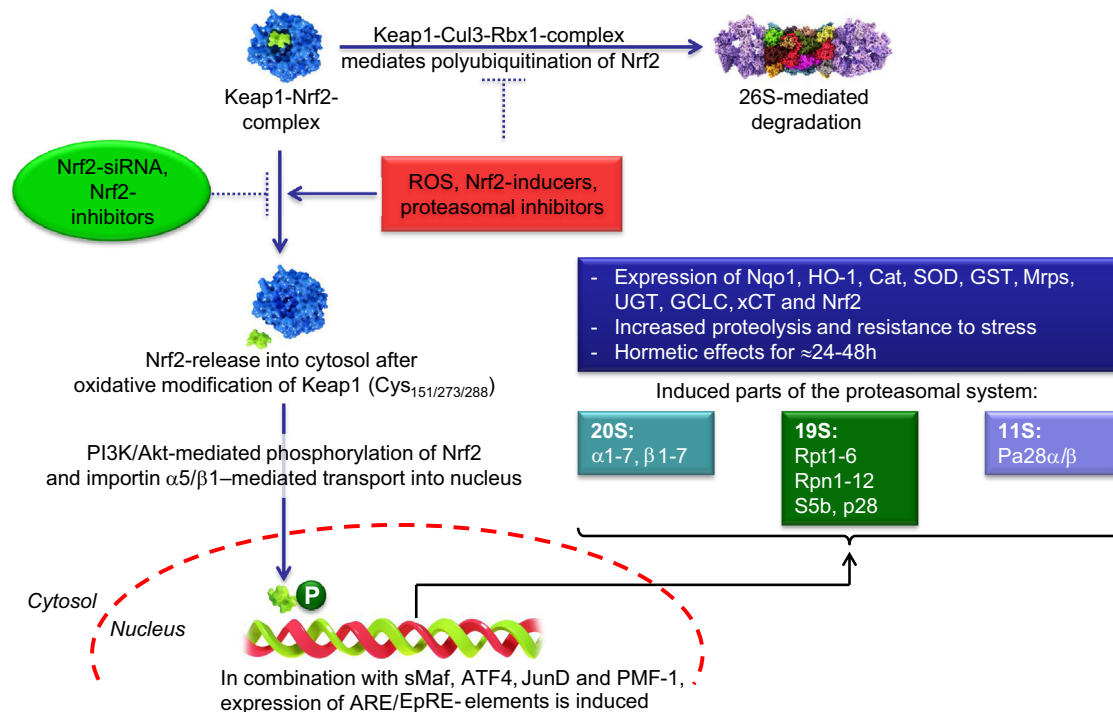 Keap1-Cul3-Rbx1-complex
mediates polyubiquitination of Nrf2
Keap1-Nrf2-
complex
26S-mediated
degradation
Nrf2-siRNA,
Nrf2-
inhibitors
ROS, Nrf2-inducers,
proteasomal inhibitors
- Expression of Nqo1, HO-1, Cat, SOD, GST, Mrps,
UGT, GCLC, xCT and Nrf2
- Increased proteolysis and resistance to stress
- Hormetic effects for ≈24-48h
Nrf2-release into cytosol after
oxidative modification of Keap1 (Cys151/273/288)
Induced parts of the proteasomal system:
20S:
α1-7, β1-7
19S:
Rpt1-6
Rpn1-12
S5b, p28
11S:
Pa28α/β
PI3K/Akt-mediated phosphorylation of Nrf2
and importin α5/β1–mediated transport into nucleus
P
Cytosol
Nucleus
In combination with sMaf, ATF4, JunD and PMF-1,
expression of ARE/EpRE- elements is induced